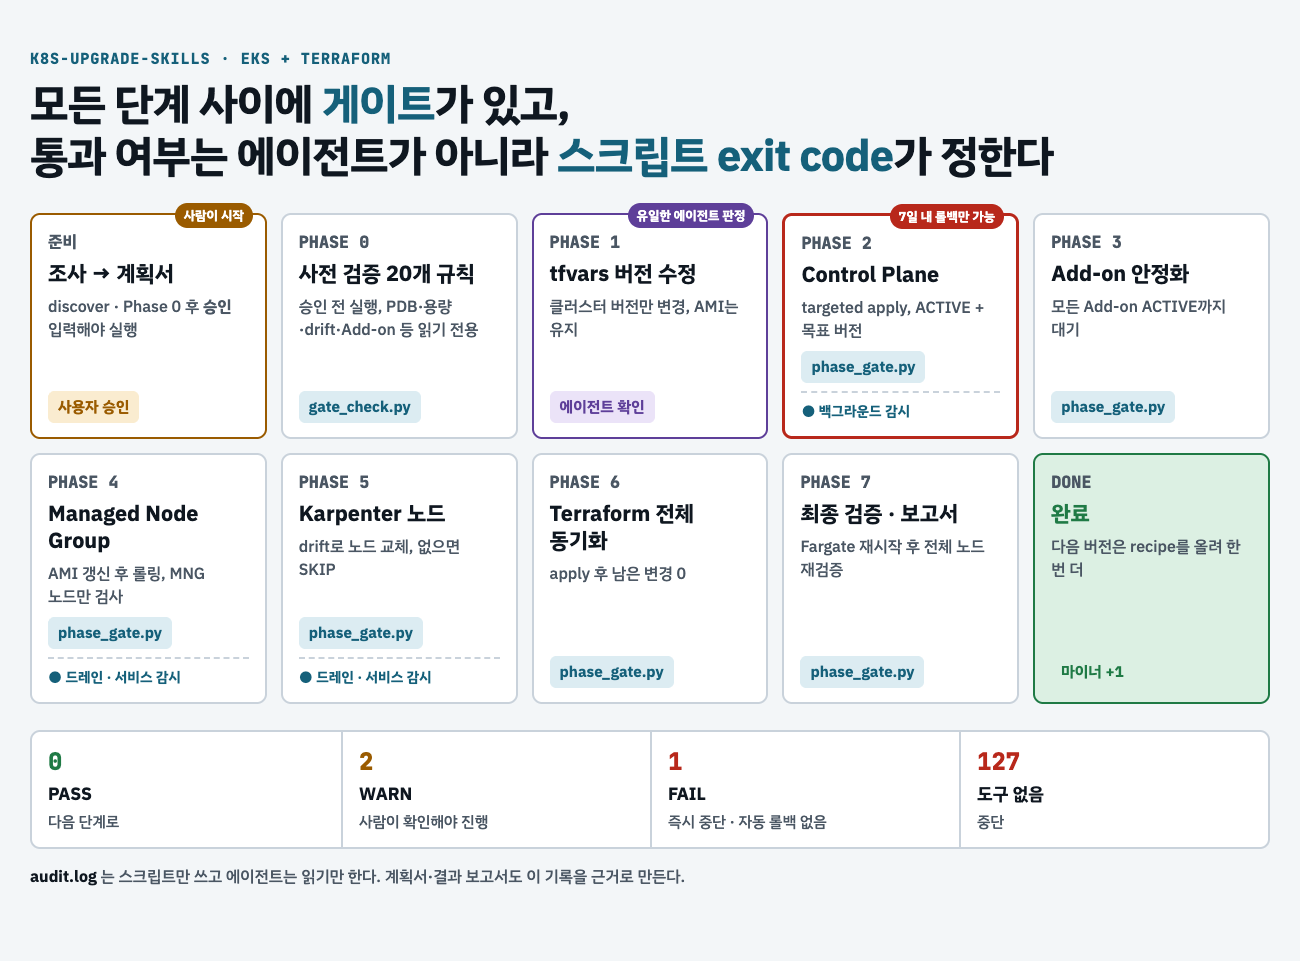 K8S-UPGRADE-SKILLS · EKS + TERRAFORM
모든 단계 사이에 게이트가 있고,
통과 여부는 에이전트가 아니라 스크립트 exit code가 정한다
사람이 시작
준비
조사 → 계획서
discover · Phase 0 후 승인
입력해야 실행
사용자 승인
PHASE 0
사전 검증 20개 규칙
승인 전 실행, PDB·용량
·drift·Add-on 등 읽기 전용
gate_check.py
유일한 에이전트 판정
PHASE 1
tfvars 버전 수정
클러스터 버전만 변경, AMI는
유지
에이전트 확인
7일 내 롤백만 가능
PHASE 2
Control Plane
targeted apply, ACTIVE +
목표 버전
phase_gate.py
● 백그라운드 감시
PHASE 3
Add-on 안정화
모든 Add-on ACTIVE까지
대기
phase_gate.py
PHASE 4
Managed Node
Group
AMI 갱신 후 롤링, MNG
노드만 검사
phase_gate.py
● 드레인 · 서비스 감시
PHASE 5
Karpenter 노드
drift로 노드 교체, 없으면
SKIP
phase_gate.py
● 드레인 · 서비스 감시
PHASE 6
Terraform 전체
동기화
apply 후 남은 변경 0
phase_gate.py
PHASE 7
최종 검증 · 보고서
Fargate 재시작 후 전체 노드
재검증
phase_gate.py
DONE
완료
다음 버전은 recipe를 올려 한
번 더
마이너 +1
0
PASS
다음 단계로
2
WARN
사람이 확인해야 진행
1
FAIL
즉시 중단 · 자동 롤백 없음
127
도구 없음
중단
audit.log 는 스크립트만 쓰고 에이전트는 읽기만 한다. 계획서·결과 보고서도 이 기록을 근거로 만든다.